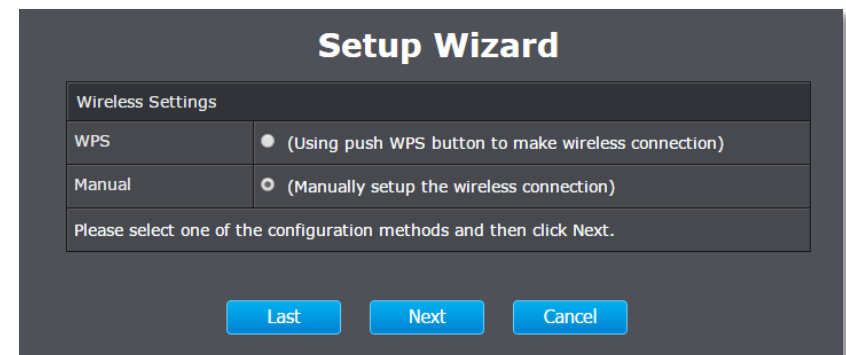 Setup Wizard
Wireless Settings
WPS (Using push WPS button to make wireless connection)
Manual (Manually setup the wireless connection)
Please select one of the configuration methods and then click Next.
Last Next Cancel